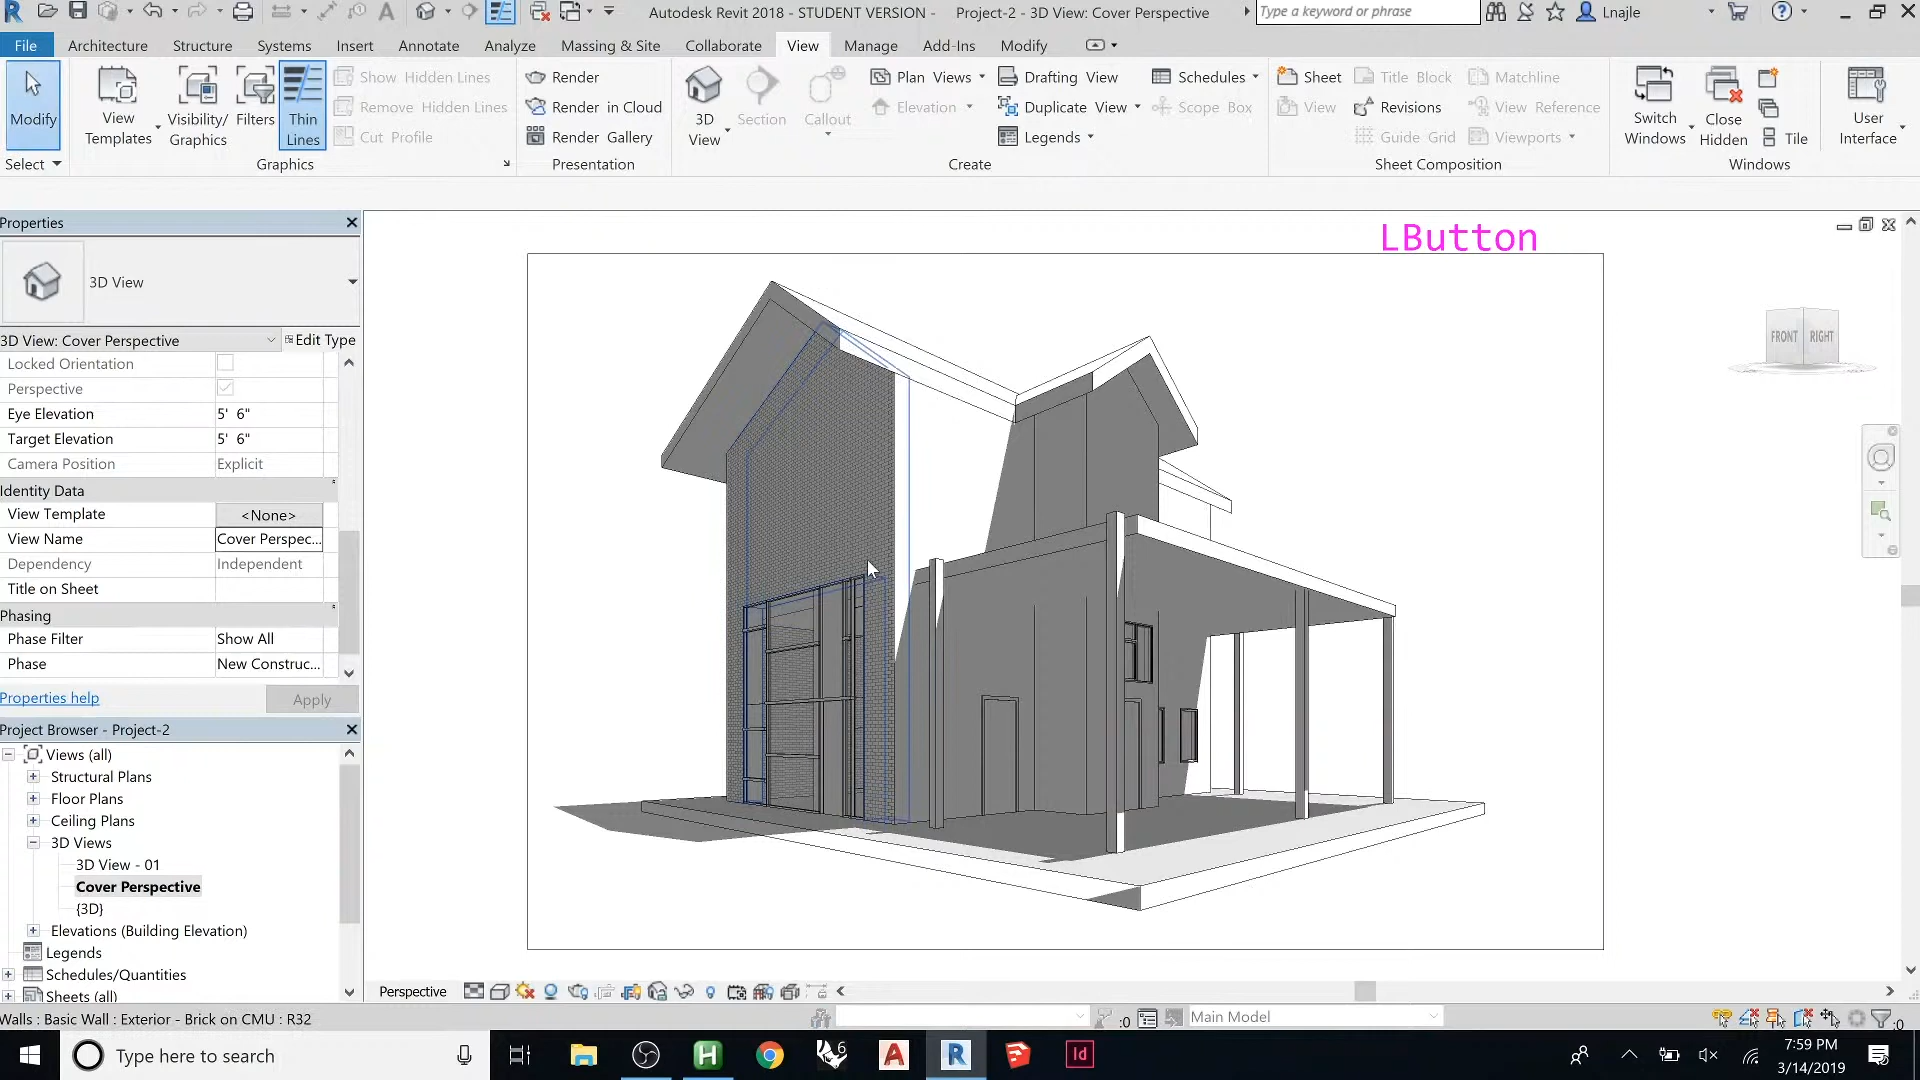 Autodesk Revit 2018 - STUDENT VERSION - Project-2 - 3D View: Cover Perspective
Type a keyword or phrase
Lnajle
File Architecture Structure Systems Insert Annotate Analyze Massing & Site Collaborate View Manage Add-Ins Modify
Modify
View Templates
Visibility/ Graphics
Filters
Thin Lines
Show Hidden Lines
Remove Hidden Lines
Cut Profile
Render
Render in Cloud
Render Gallery
3D View
Section
Callout
Plan Views
Elevation
Drafting View
Duplicate View
Legends
Schedules
Scope Box
Sheet
View
Title Block
Revisions
Guide Grid
Matchline
View Reference
Viewports
Switch Windows
Close Hidden
Tile
User Interface
Select Graphics Presentation Create Sheet Composition Windows
Properties
3D View
3D View: Cover Perspective Edit Type
Locked Orientation
Perspective
Eye Elevation 5' 6"
Target Elevation 5' 6"
Camera Position Explicit
Identity Data
View Template <None>
View Name Cover Perspec...
Dependency Independent
Title on Sheet
Phasing
Phase Filter Show All
Phase New Construc...
Properties help Apply
Project Browser - Project-2
Views (all)
Structural Plans
Floor Plans
Ceiling Plans
3D Views
3D View - 01
Cover Perspective
{3D}
Elevations (Building Elevation)
Legends
Schedules/Quantities
Sheets (all)
LButton
FRONT RIGHT
Perspective
Walls : Basic Wall : Exterior - Brick on CMU : R32
:0
Main Model
:0
Type here to search
H
6
A
R
Id
7:59 PM
3/14/2019